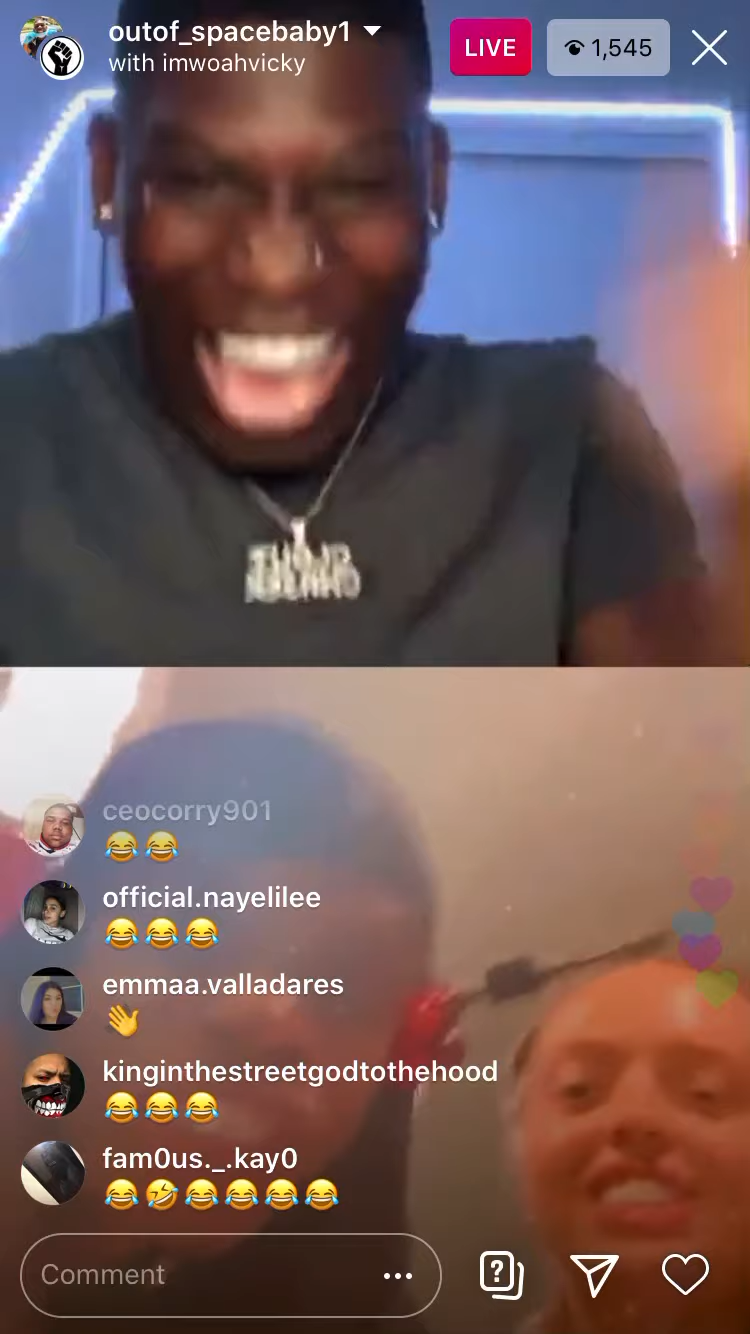 outof_spacebaby1
LIVE
1,545
with imwoahvicky
ceocorry901
😂😂
official.nayelilee
😂😂😂
emmaa.valladares
👋
kinginthestreetgodtothehood
😂😂😂
fam0us._.kay0
😂🤣😂😂😂😂
Comment